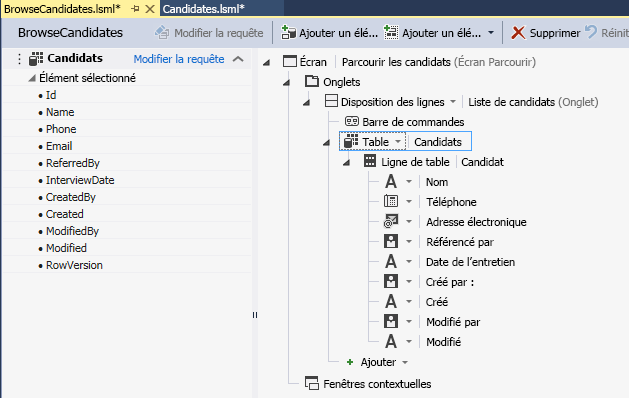 BrowseCandidates.lsml* Candidates.lsml*
BrowseCandidates Modifier la requête Ajouter un élé... Ajouter un élé... Supprimer Réinit
Candidats Modifier la requête
Élément sélectionné
Id
Name
Phone
Email
ReferredBy
InterviewDate
CreatedBy
Created
ModifiedBy
Modified
RowVersion
Écran Parcourir les candidats (Écran Parcourir)
Onglets
Disposition des lignes Liste de candidats (Onglet)
Barre de commandes
Table Candidats
Ligne de table Candidat
Nom
Téléphone
Adresse électronique
Référencé par
Date de l'entretien
Créé par :
Créé
Modifié par
Modifié
Ajouter
Fenêtres contextuelles